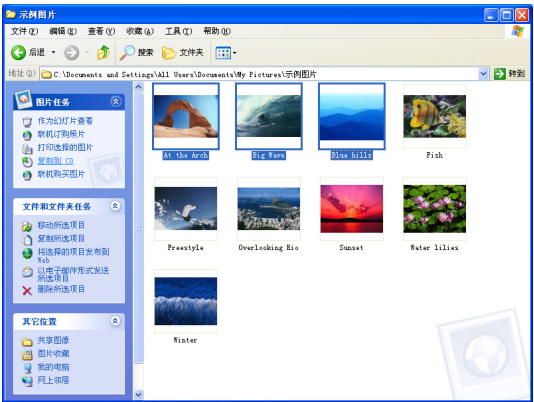 示例图片
文件(F) 编辑(E) 查看(V) 收藏(A) 工具(T) 帮助(H)
后退 搜索 文件夹
地址(D) C:\Documents and Settings\All Users\Documents\My Pictures\示例图片 转到
图片任务
作为幻灯片查看
联机订购照片
打印选择的图片
复制到 CD
联机购买图片
文件和文件夹任务
移动所选项目
复制所选项目
将选择的项目发布到
Web
以电子邮件形式发送
所选项目
删除所选项目
其它位置
共享图像
图片收藏
我的电脑
网上邻居
At the Arch Big Wave Blue hills Fish
Freestyle Overlooking Rio Sunset Water lilies
Winter